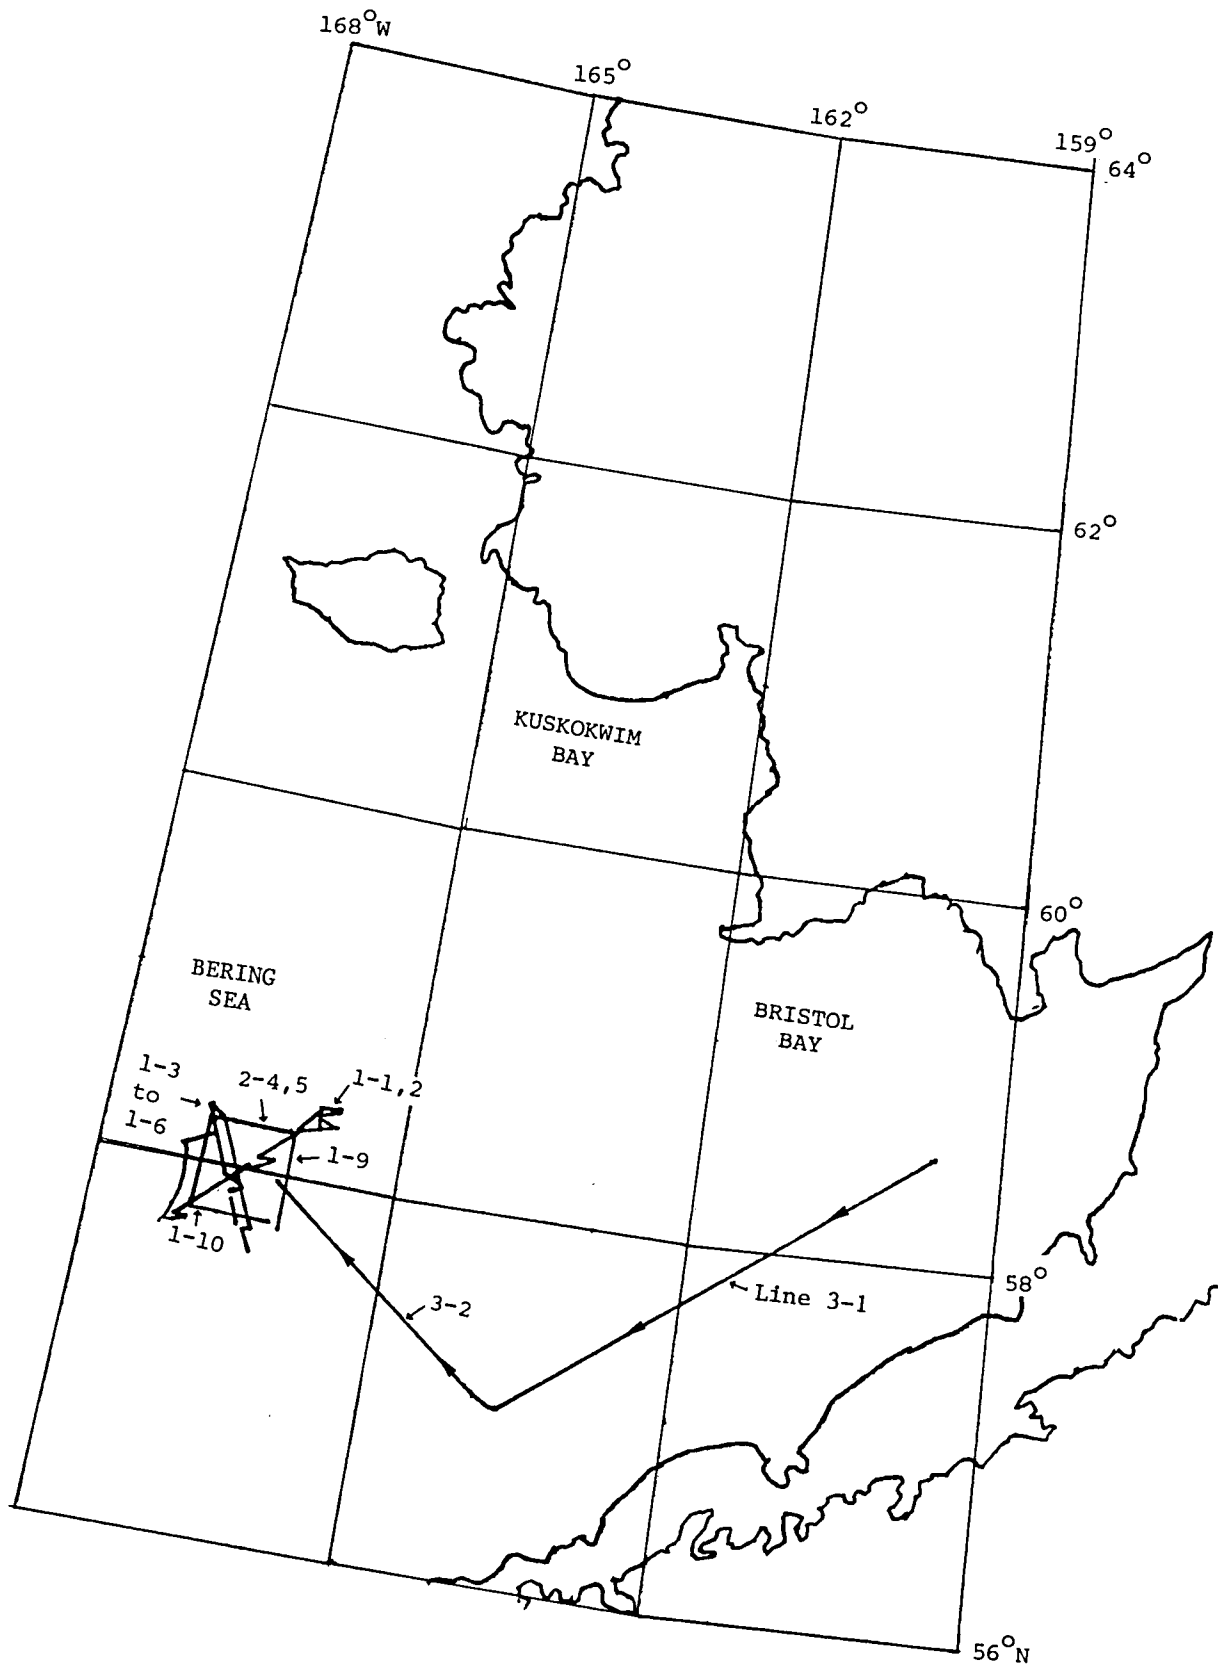 168°W
165°
162°
159°
64°
62°
KUSKOKWIM
BAY
60°
BERING
SEA
BRISTOL
BAY
1-3
to
1-6
2-4,5
1-1,2
1-9
1-10
58°
Line 3-1
3-2
56°N